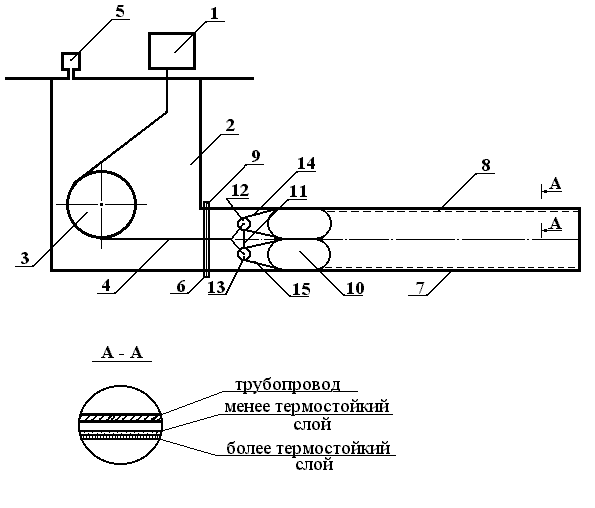 5
1
2
9
14
12
11
8
А
А
3
4
6
13
15
10
7
А - А
трубопровод
менее термостойкий
слой
более термостойкий
слой